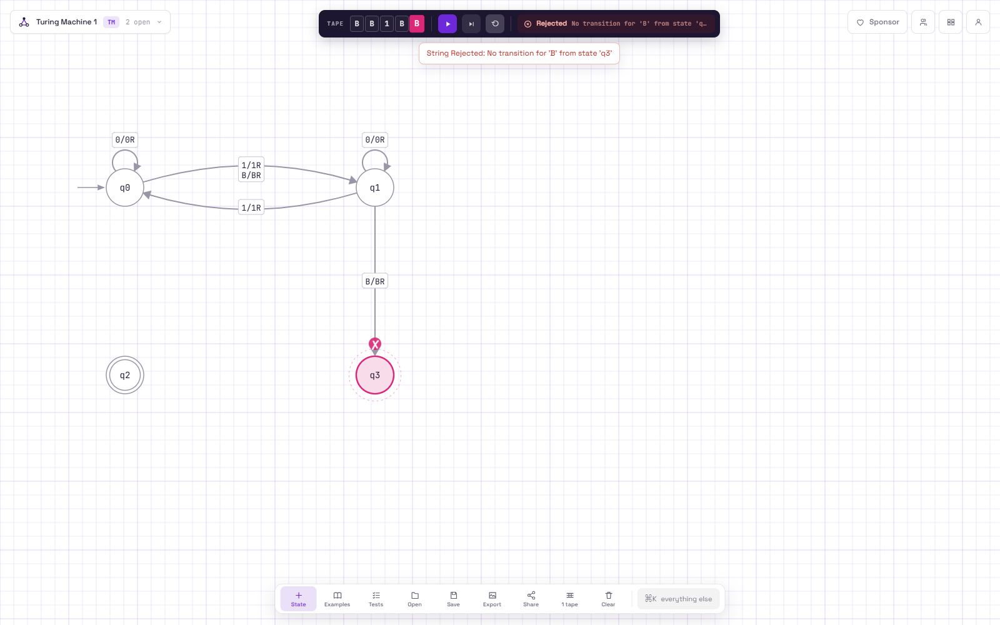 Turing Machine 1 TM 2 open
TAPE B B 1 B B Rejected No transition for 'B' from state 'q…
Sponsor
String Rejected: No transition for 'B' from state 'q3'
0/0R
0/0R
1/1R
B/BR
q0
q1
1/1R
B/BR
X
q2
q3
State Examples Tests Open Save Export Share 1 tape Clear ⌘K everything else